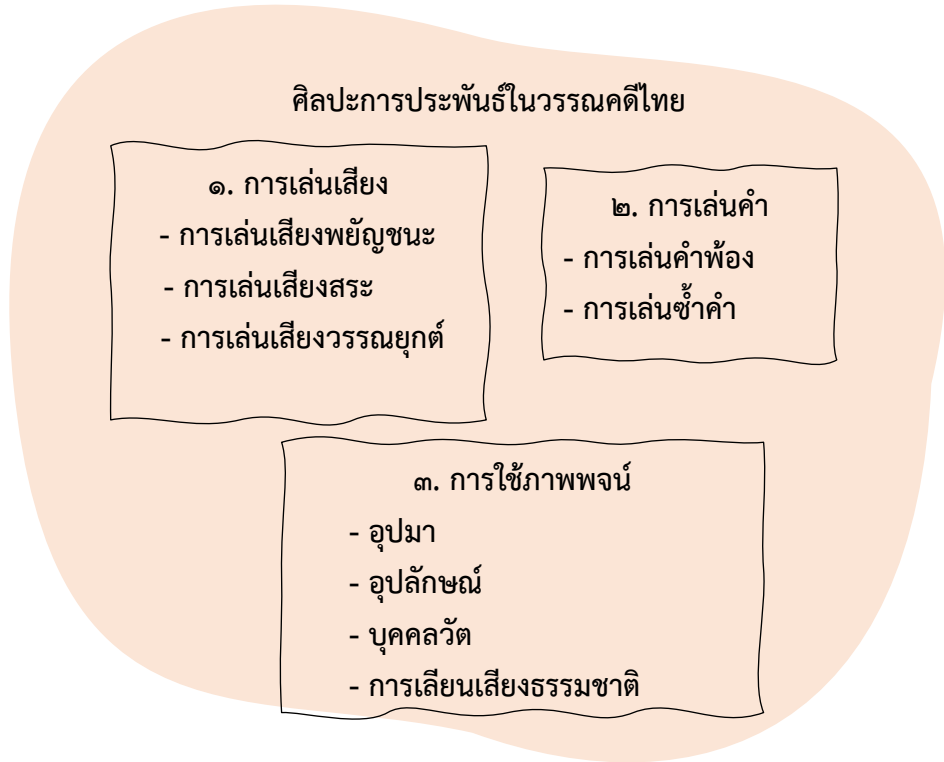 ศิลปะการประพันธ์ในวรรณคดีไทย
๑. การเล่นเสียง
- การเล่นเสียงพยัญชนะ
- การเล่นเสียงสระ
- การเล่นเสียงวรรณยุกต์
๒. การเล่นคำ
- การเล่นคำพ้อง
- การเล่นซ้ำคำ
๓. การใช้ภาพพจน์
- อุปมา
- อุปลักษณ์
- บุคคลวัต
- การเลียนเสียงธรรมชาติ